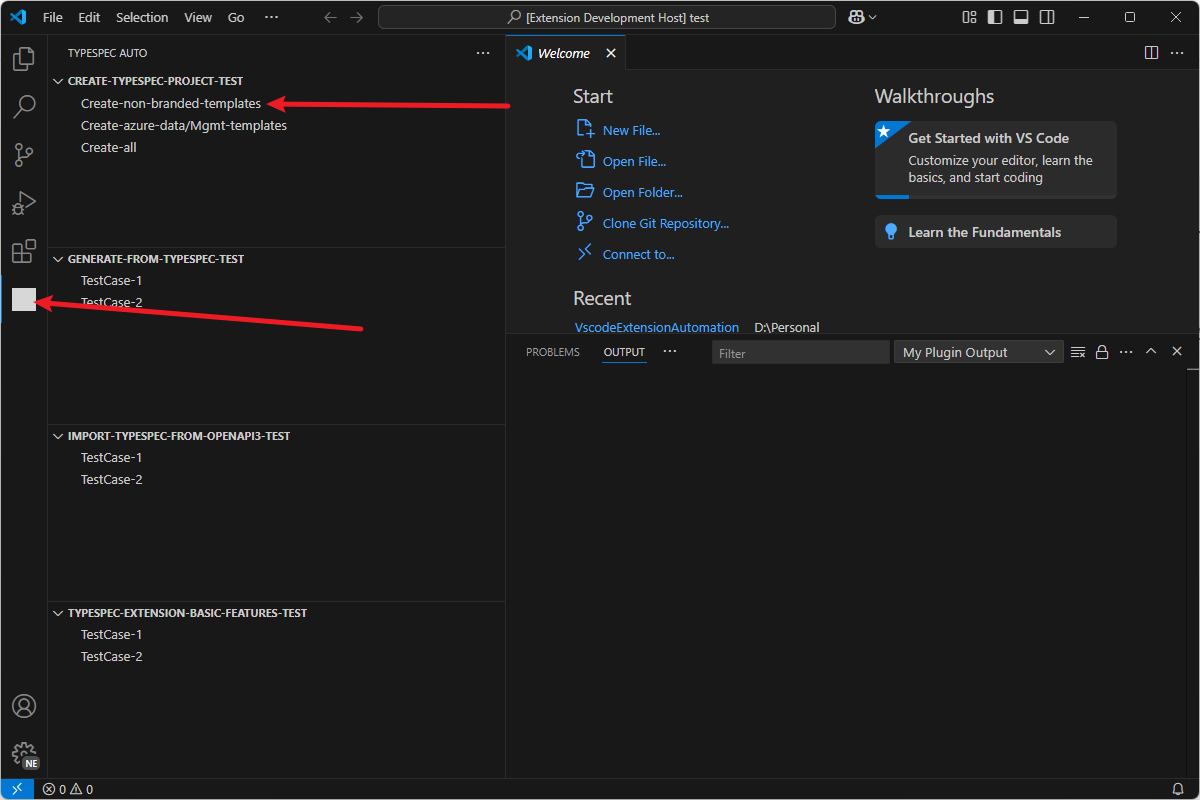 File Edit Selection View Go ···
[Extension Development Host] test
TYPESPEC AUTO
CREATE-TYPESPEC-PROJECT-TEST
Create-non-branded-templates
Create-azure-data/Mgmt-templates
Create-all
GENERATE-FROM-TYPESPEC-TEST
TestCase-1
TestCase-2
IMPORT-TYPESPEC-FROM-OPENAPI3-TEST
TestCase-1
TestCase-2
TYPESPEC-EXTENSION-BASIC-FEATURES-TEST
TestCase-1
TestCase-2
NE
Welcome
Start
New File...
Open File...
Open Folder...
Clone Git Repository...
Connect to...
Recent
VscodeExtensionAutomation D:\Personal
Walkthroughs
Get Started with VS Code
Customize your editor, learn the
basics, and start coding
Learn the Fundamentals
PROBLEMS OUTPUT ··· Filter My Plugin Output
0 0